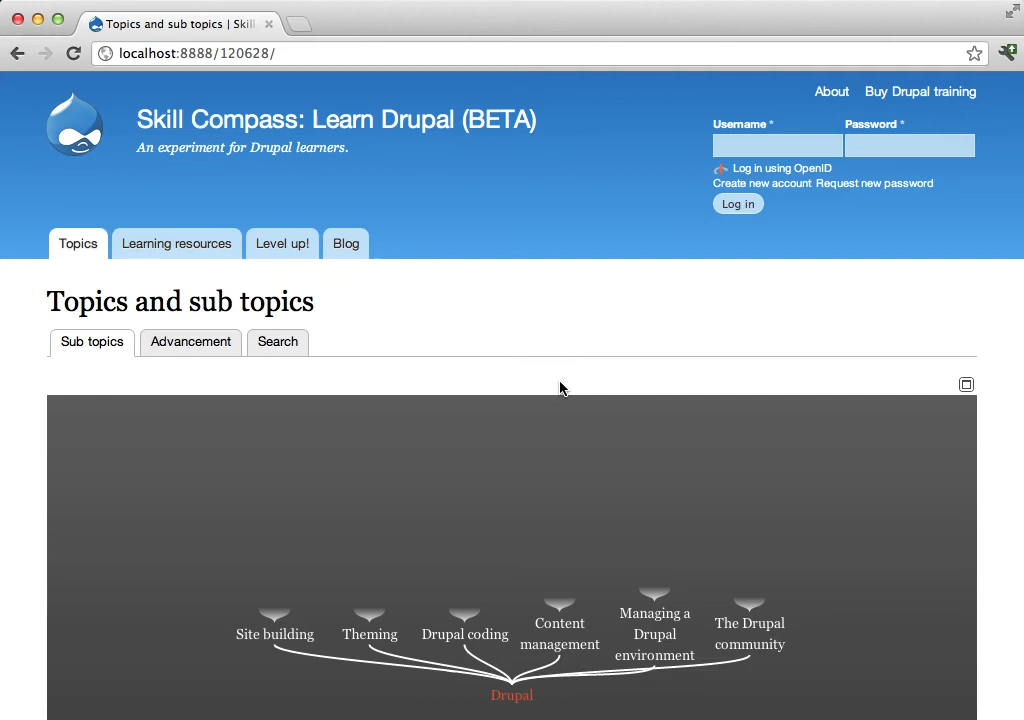 Topics and sub topics | Skil
localhost:8888/120628/
About Buy Drupal training
Skill Compass: Learn Drupal (BETA)
An experiment for Drupal learners.
Username * Password *
Log in using OpenID
Create new account Request new password
Log in
Topics Learning resources Level up! Blog
Topics and sub topics
Sub topics Advancement Search
Site building
Theming
Drupal coding
Content
management
Managing a
Drupal
environment
The Drupal
community
Drupal